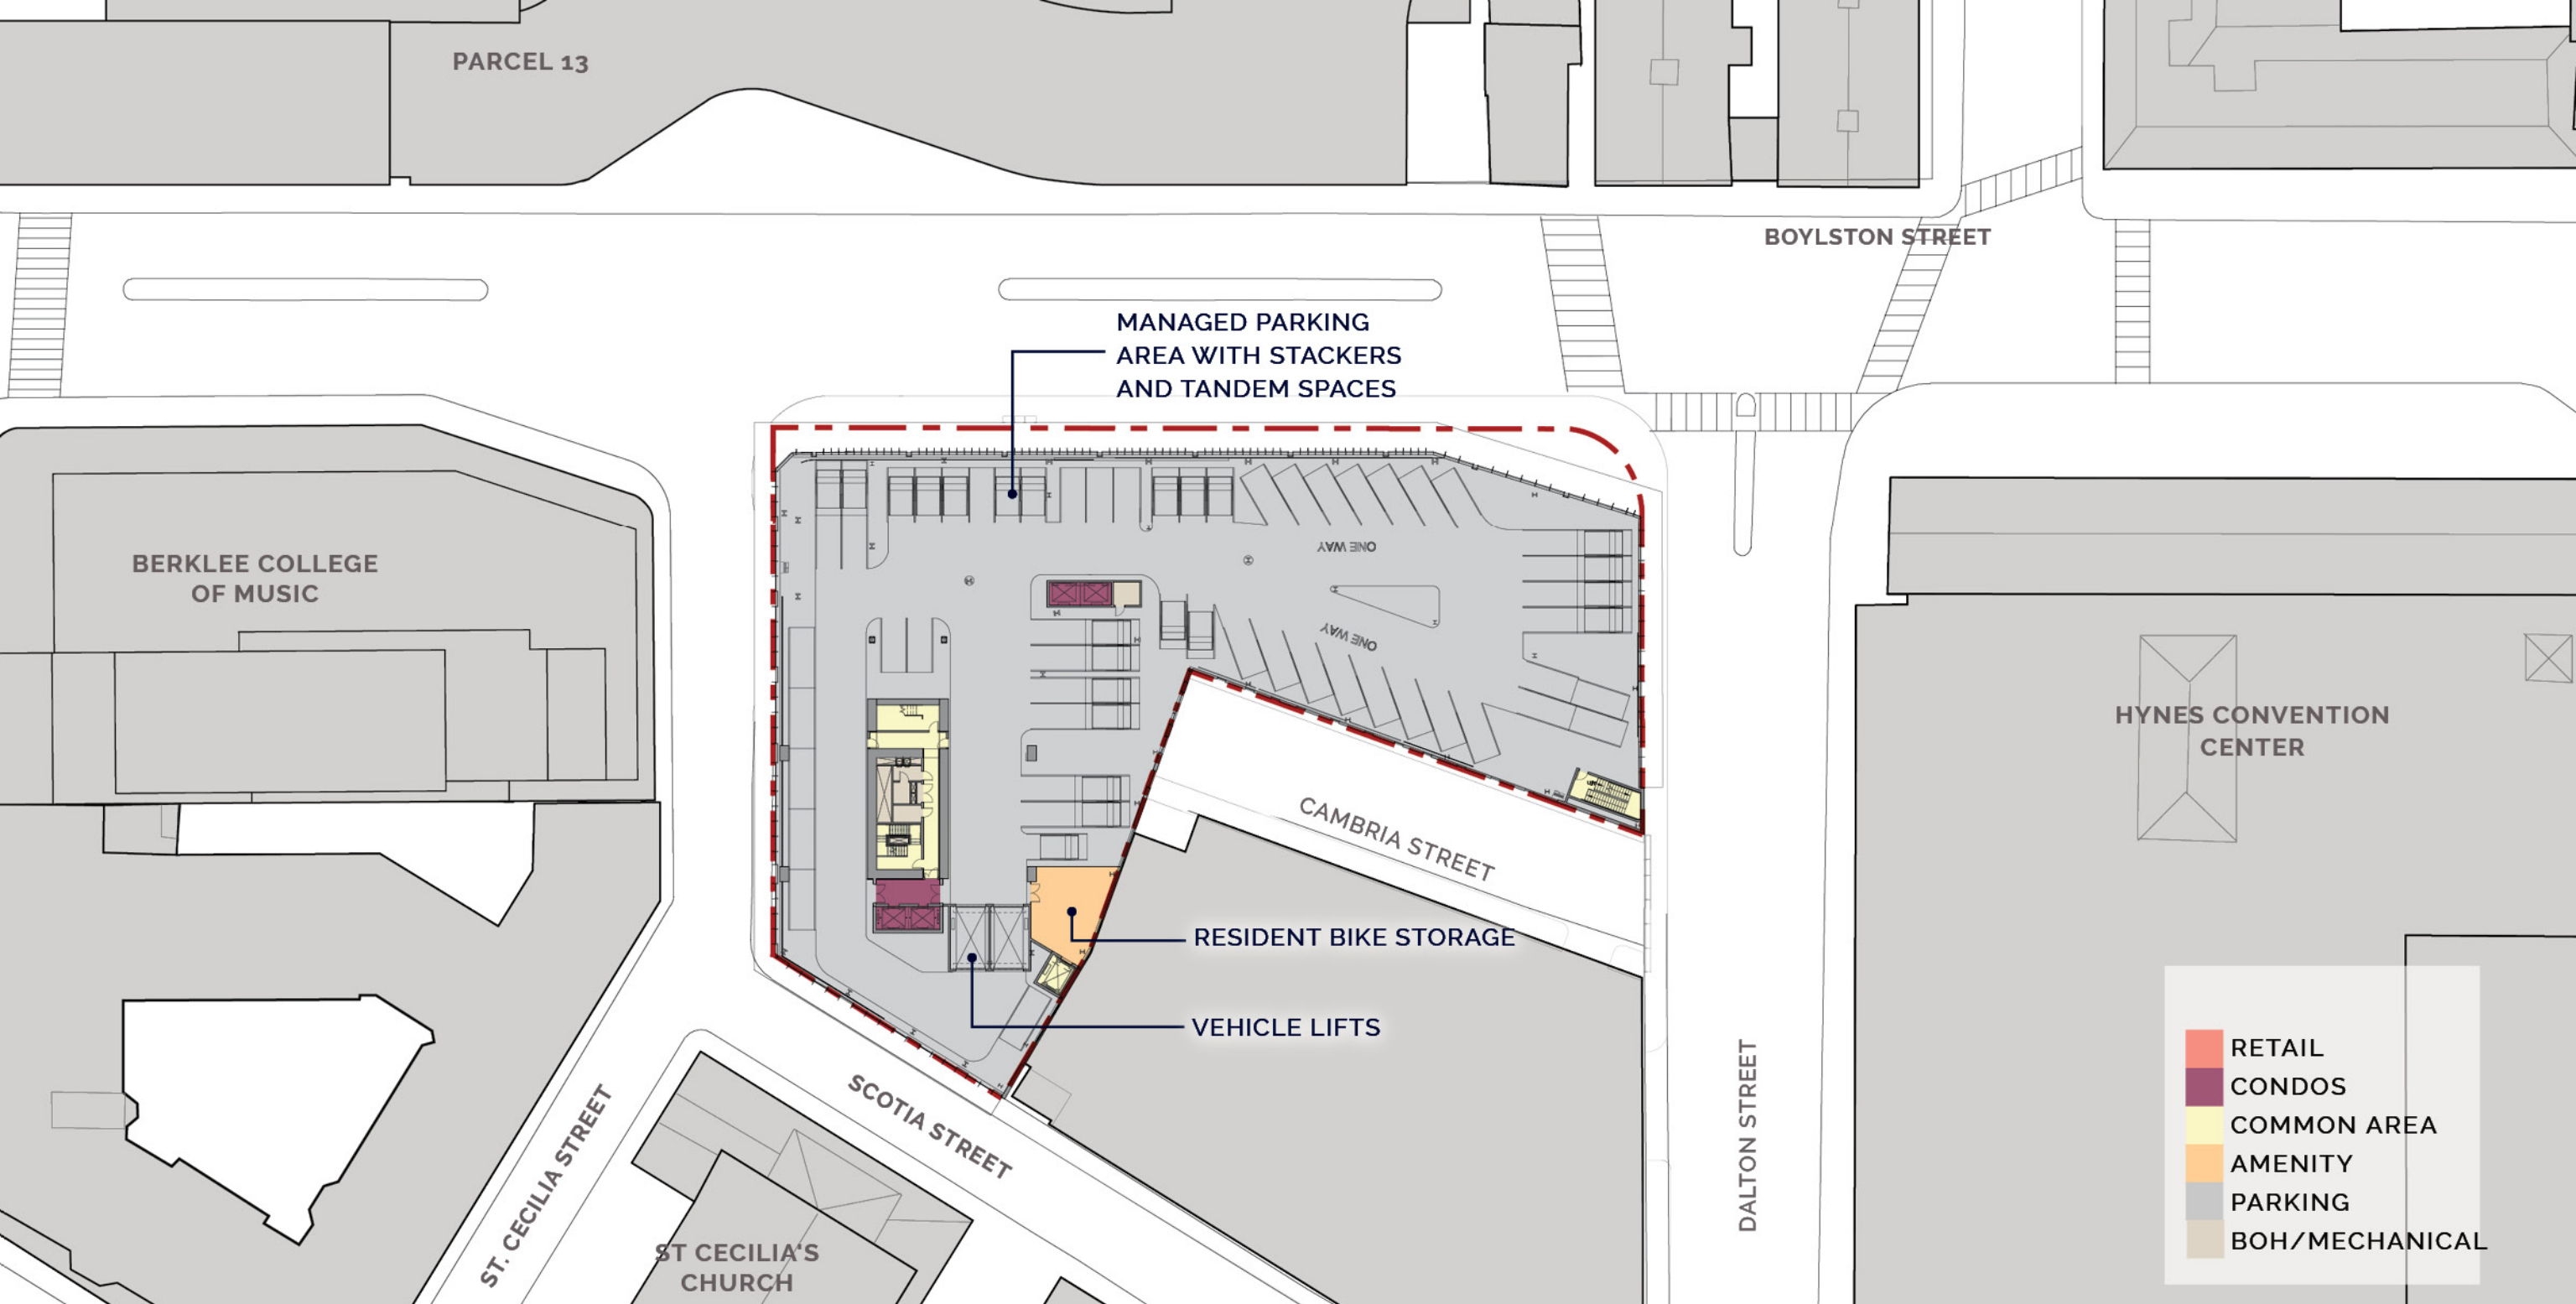 PARCEL 13
BOYLSTON STREET
MANAGED PARKING
AREA WITH STACKERS
AND TANDEM SPACES
BERKLEE COLLEGE
OF MUSIC
ONE WAY
ONE WAY
HYNES CONVENTION
CENTER
CAMBRIA STREET
RESIDENT BIKE STORAGE
VEHICLE LIFTS
SCOTIA STREET
ST. CECILIA STREET
DALTON STREET
ST CECILIA'S
CHURCH
RETAIL
CONDOS
COMMON AREA
AMENITY
PARKING
BOH/MECHANICAL